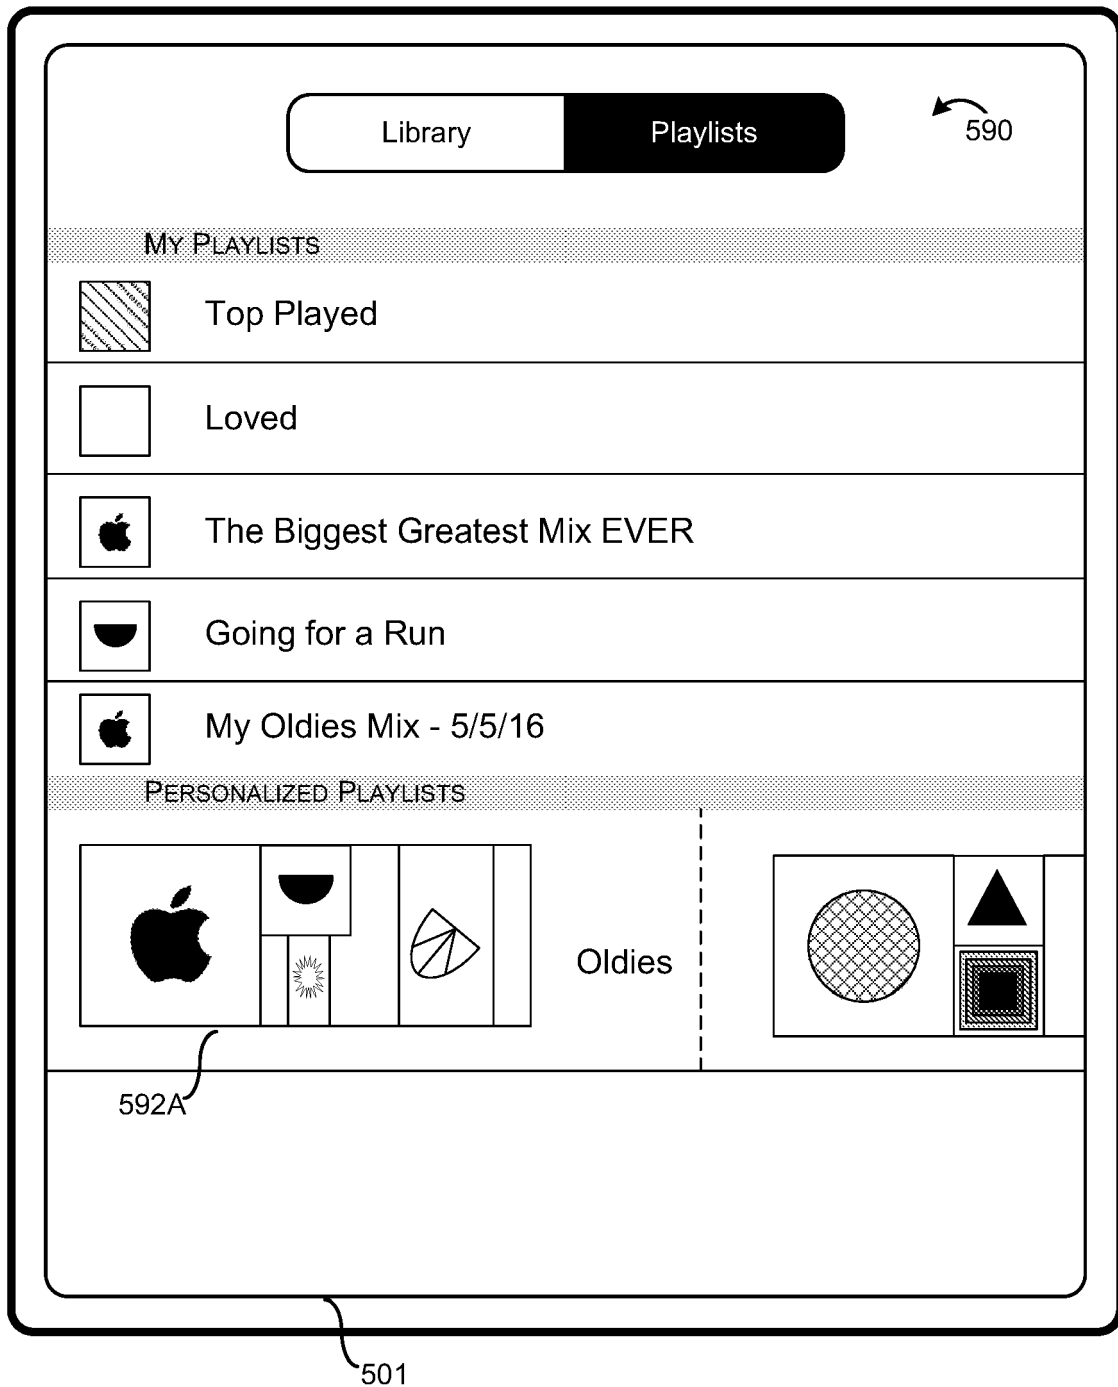 Library
Playlists
590
MY PLAYLISTS
Top Played
Loved
The Biggest Greatest Mix EVER
Going for a Run
My Oldies Mix - 5/5/16
PERSONALIZED PLAYLISTS
Oldies
592A
501